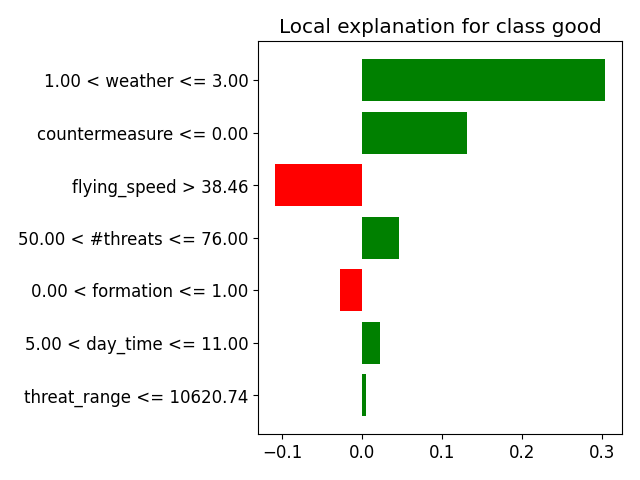 Local explanation for class good
1.00 < weather <= 3.00
countermeasure <= 0.00
flying_speed > 38.46
50.00 < #threats <= 76.00
0.00 < formation <= 1.00
5.00 < day_time <= 11.00
threat_range <= 10620.74
−0.1 0.0 0.1 0.2 0.3